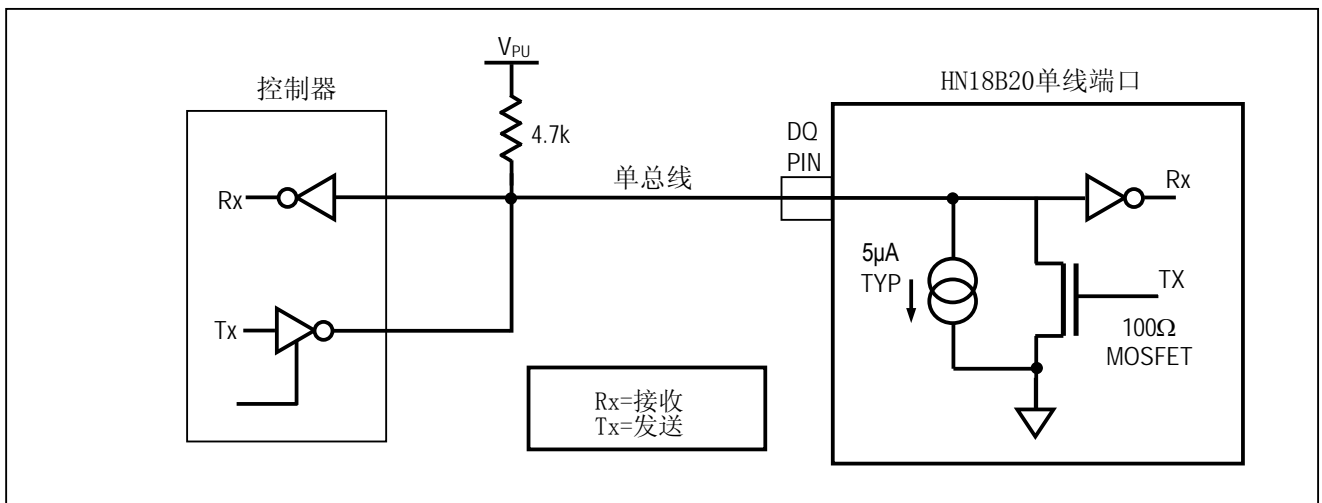 V_PU
控制器
HN18B20单线端口
4.7k
DQ
PIN
单总线
Rx
Rx
5µA
TYP
TX
Tx
100Ω
MOSFET
Rx=接收
Tx=发送